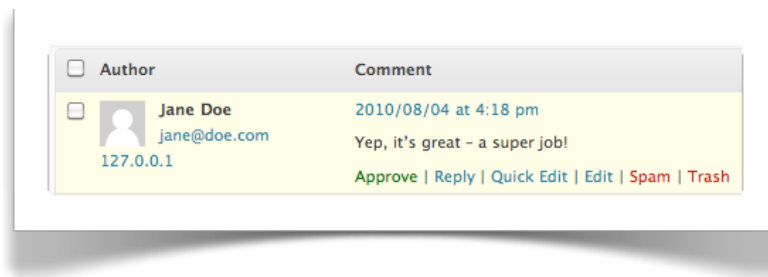 Author Comment
Jane Doe
jane@doe.com
127.0.0.1
2010/08/04 at 4:18 pm
Yep, it's great – a super job!
Approve | Reply | Quick Edit | Edit | Spam | Trash